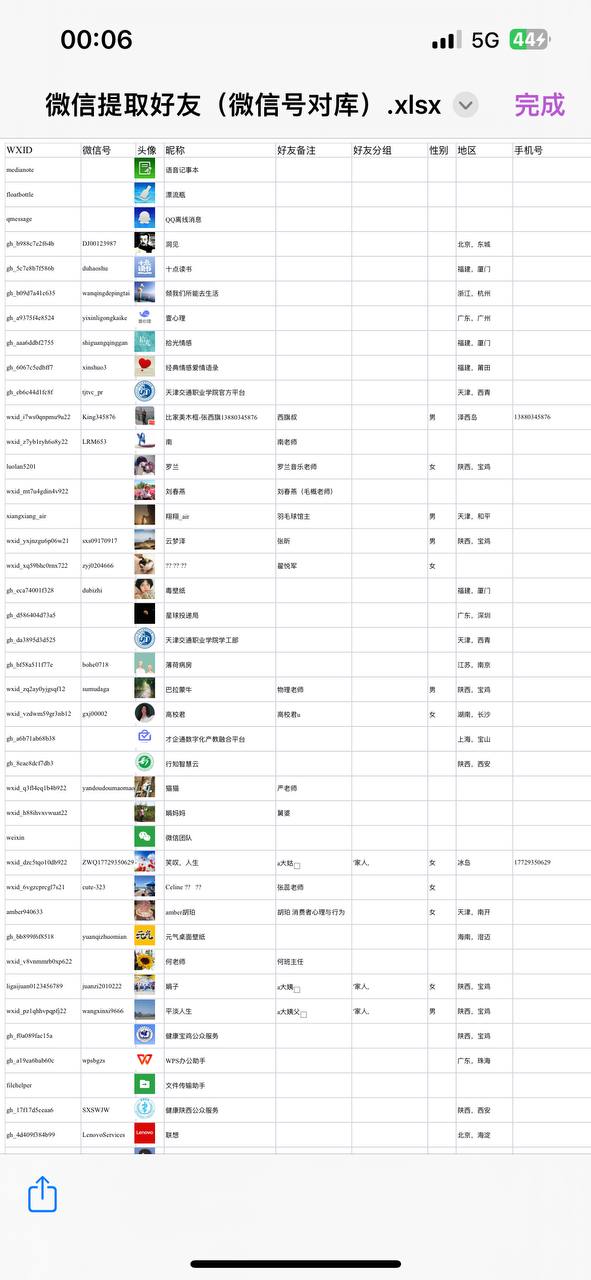 00:06 5G 44
微信提取好友（微信号对库）.xlsx 完成
WXID 微信号 头像 昵称 好友备注 好友分组 性别 地区 手机号
medianote 语音记事本
floatbottle 漂流瓶
qmessage QQ离线消息
gh_b988c7e2f64b DJ00123987 洞见 北京，东城
gh_5c7e8b7f586b duhaoshu 十点读书 福建，厦门
gh_b09d7a41c635 wanqingdepingtai 倾我们所能去生活 浙江，杭州
gh_a9375f4e8524 yixinligongkaike 壹心理 广东，广州
gh_aaa6ddbf2755 shiguangqinggan 拾光情感 福建，厦门
gh_6067c5edbff7 xinshuo3 经典情感爱情语录 福建，莆田
gh_eb6c44d1fc8f tjtvc_pr 天津交通职业学院官方平台 天津，西青
wxid_i7ws0qnpmu9u22 King345876 比家美木框-张西旗13880345876 西旗叔 男 泽西岛 13880345876
wxid_z7yb1ryh6o8y22 LRM653 南 南老师
luolan5201 罗兰 罗兰音乐老师 女 陕西，宝鸡
wxid_mt7u4gdin4v922 刘春燕 刘春燕（毛概老师）
xiangxiang_air 翔翔_air 羽毛球馆主 男 天津，和平
wxid_yxjnzgu6p06w21 sxs09170917 云梦泽 张昕 男 陕西，宝鸡
wxid_xq59bhc0mx722 zyj0204666 ?? ?? ?? 翟悦军 女
gh_eca74001f328 dubizhi 毒壁纸 福建，厦门
gh_d586404d73a5 星球投递局 广东，深圳
gh_da3895d3d525 天津交通职业学院学工部 天津，西青
gh_bf58a511f77e bohe0718 薄荷病房 江苏，南京
wxid_zq2ay0yjgsqf12 sumudaga 巴拉蒙牛 物理老师 男 陕西，宝鸡
wxid_vzdwm59gr3nb12 gxj00002 高校君 高校君u 女 湖南，长沙
gh_a6b71ab68b38 才企通数字化产教融合平台 上海，宝山
gh_8eae8dcf7db3 行知智慧云 陕西，西安
wxid_q3fl4eq1b4b922 yandoudoumaomao 猫猫 严老师
wxid_h88ihvxvwuat22 娟妈妈 舅婆
weixin 微信团队
wxid_dzc5tqo10db922 ZWQ17729350629 笑叹，人生 a大姑 '家人, 女 冰岛 17729350629
wxid_6vgzcprcgf7s21 cute-323 Celine ?? ?? 张蕊老师 女
amber940633 amber胡珀 胡珀 消费者心理与行为 女 天津，南开
gh_bb899f6f8518 yuanqizhuomian 元气桌面壁纸 海南，澄迈
wxid_v8vnmmrb0xp622 何老师 何班主任
ligaijuan0123456789 juanzi2010222 娟子 a大姨 '家人, 女 陕西，宝鸡
wxid_pz1qhhvpqpfj22 wangxinxi9666 平淡人生 a大姨父 '家人, 男 陕西，宝鸡
gh_f0a089fac15a 健康宝鸡公众服务 陕西，宝鸡
gh_a19ea6bab60c wpsbgzs WPS办公助手 广东，珠海
filehelper 文件传输助手
gh_17f17d5ceaa6 SXSWJW 健康陕西公众服务 陕西，西安
gh_4d409f384b99 LenovoServices Lenovo 联想 北京，海淀